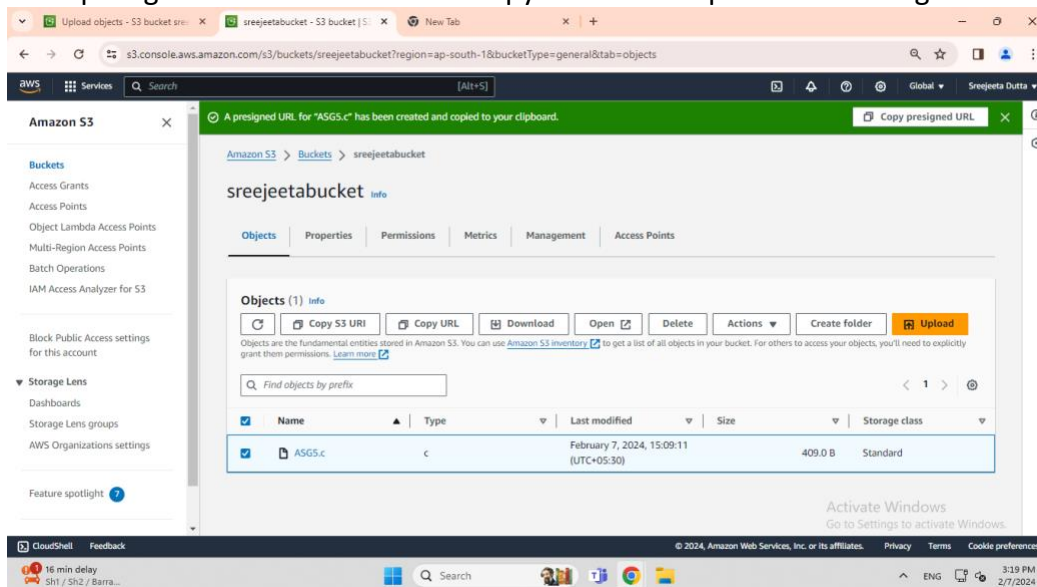 Upload objects - S3 bucket sree
sreejeetabucket - S3 bucket | S
New Tab
s3.console.aws.amazon.com/s3/buckets/sreejeetabucket?region=ap-south-1&bucketType=general&tab=objects
aws Services Search [Alt+S] Global Sreejeeta Dutta
Amazon S3
A presigned URL for "ASG5.c" has been created and copied to your clipboard.
Copy presigned URL
Buckets
Access Grants
Access Points
Object Lambda Access Points
Multi-Region Access Points
Batch Operations
IAM Access Analyzer for S3
Block Public Access settings
for this account
Storage Lens
Dashboards
Storage Lens groups
AWS Organizations settings
Feature spotlight 7
Amazon S3 > Buckets > sreejeetabucket
sreejeetabucket Info
Objects Properties Permissions Metrics Management Access Points
Objects (1) Info
Copy S3 URI Copy URL Download Open Delete Actions Create folder Upload
Objects are the fundamental entities stored in Amazon S3. You can use Amazon S3 inventory to get a list of all objects in your bucket. For others to access your objects, you'll need to explicitly
grant them permissions. Learn more
Find objects by prefix
1
Name Type Last modified Size Storage class
ASG5.c c February 7, 2024, 15:09:11 (UTC+05:30) 409.0 B Standard
Activate Windows
Go to Settings to activate Windows.
CloudShell Feedback © 2024, Amazon Web Services, Inc. or its affiliates. Privacy Terms Cookie preferences
16 min delay
Sh1 / Sh2 / Barra...
Search
ENG
3:19 PM
2/7/2024